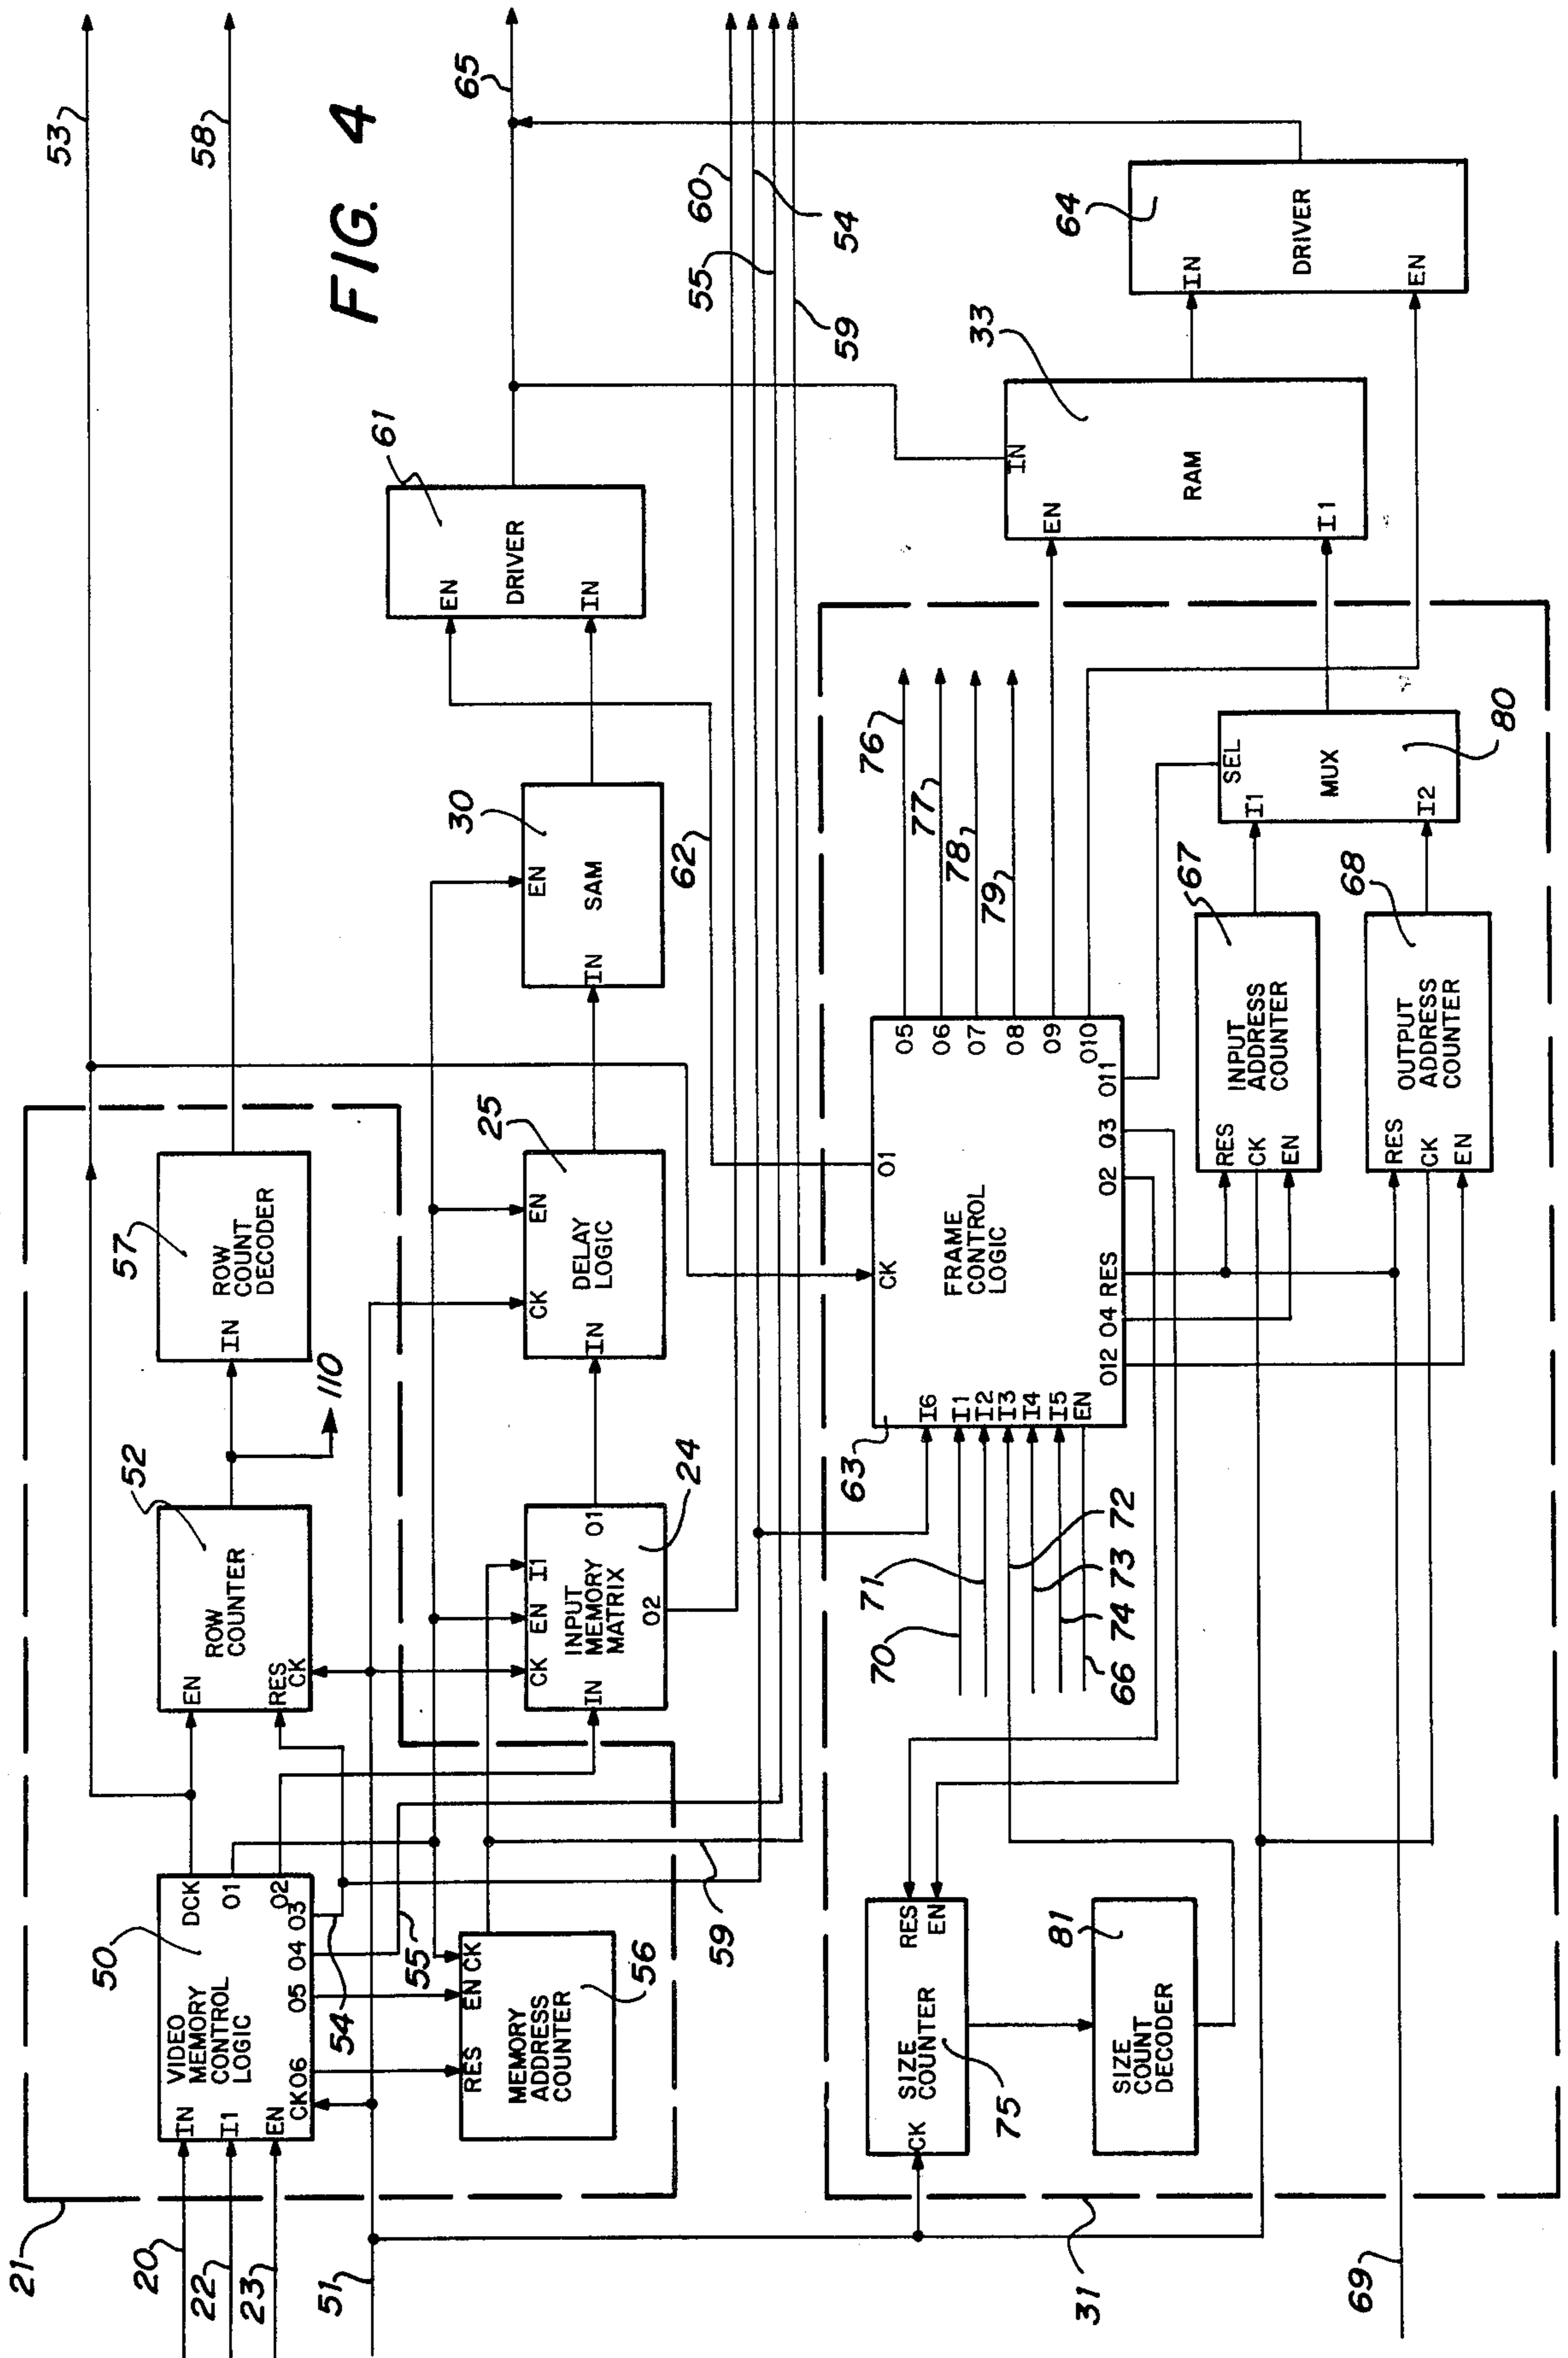 FIG. 4
53
58
65
60
55
54
59
21
20
22
23
51
50
VIDEO
MEMORY
CONTROL
LOGIC
IN
I1
EN
CK
O6
O5
O4
O3
O2
O1
DCK
54
55
52
ROW
COUNTER
EN
RES
CK
110
57
ROW
COUNT
DECODER
IN
56
MEMORY
ADDRESS
COUNTER
RES
EN
CK
59
24
INPUT
MEMORY
MATRIX
IN
CK
EN
I1
O1
O2
25
DELAY
LOGIC
IN
CK
EN
30
SAM
IN
EN
62
61
DRIVER
EN
IN
63
FRAME
CONTROL
LOGIC
CK
O1
I6
I1
I2
I3
I4
I5
EN
O12
O4
RES
O2
O3
O11
O5
O6
O7
O8
O9
O10
70
71
72
73
74
66
76
77
78
79
75
SIZE
COUNTER
CK
RES
EN
81
SIZE
COUNT
DECODER
31
69
67
INPUT
ADDRESS
COUNTER
RES
CK
EN
68
OUTPUT
ADDRESS
COUNTER
RES
CK
EN
80
MUX
SEL
I1
I2
33
RAM
IN
EN
I1
64
DRIVER
IN
EN